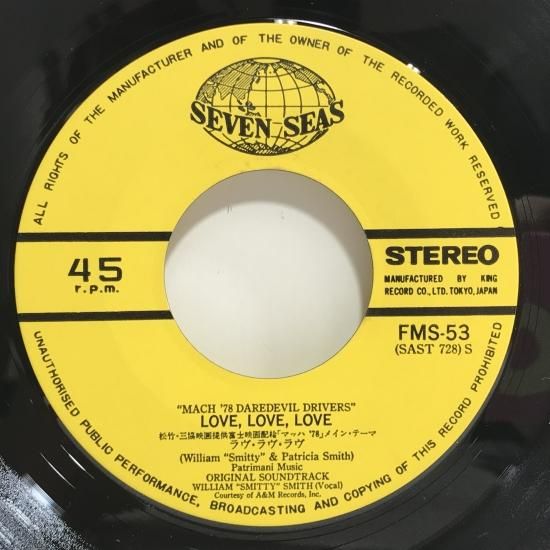 ALL RIGHTS OF THE MANUFACTURER AND OF THE OWNER OF THE RECORDED WORK RESERVED
SEVEN SEAS
45
r.p.m.
STEREO
MANUFACTURED BY KING
RECORD CO., LTD. TOKYO, JAPAN
FMS-53
(SAST 728) S
"MACH '78 DAREDEVIL DRIVERS"
LOVE, LOVE, LOVE
松竹・三協映画提供富士映画配給「マッハ '78」メイン・テーマ
ラヴ・ラヴ・ラヴ
(William "Smitty" & Patricia Smith)
Patrimani Music
ORIGINAL SOUNDTRACK
WILLIAM "SMITTY" SMITH (Vocal)
Courtesy of A&M Records, Inc.
UNAUTHORISED PUBLIC PERFORMANCE, BROADCASTING AND COPYING OF THIS RECORD PROHIBITED